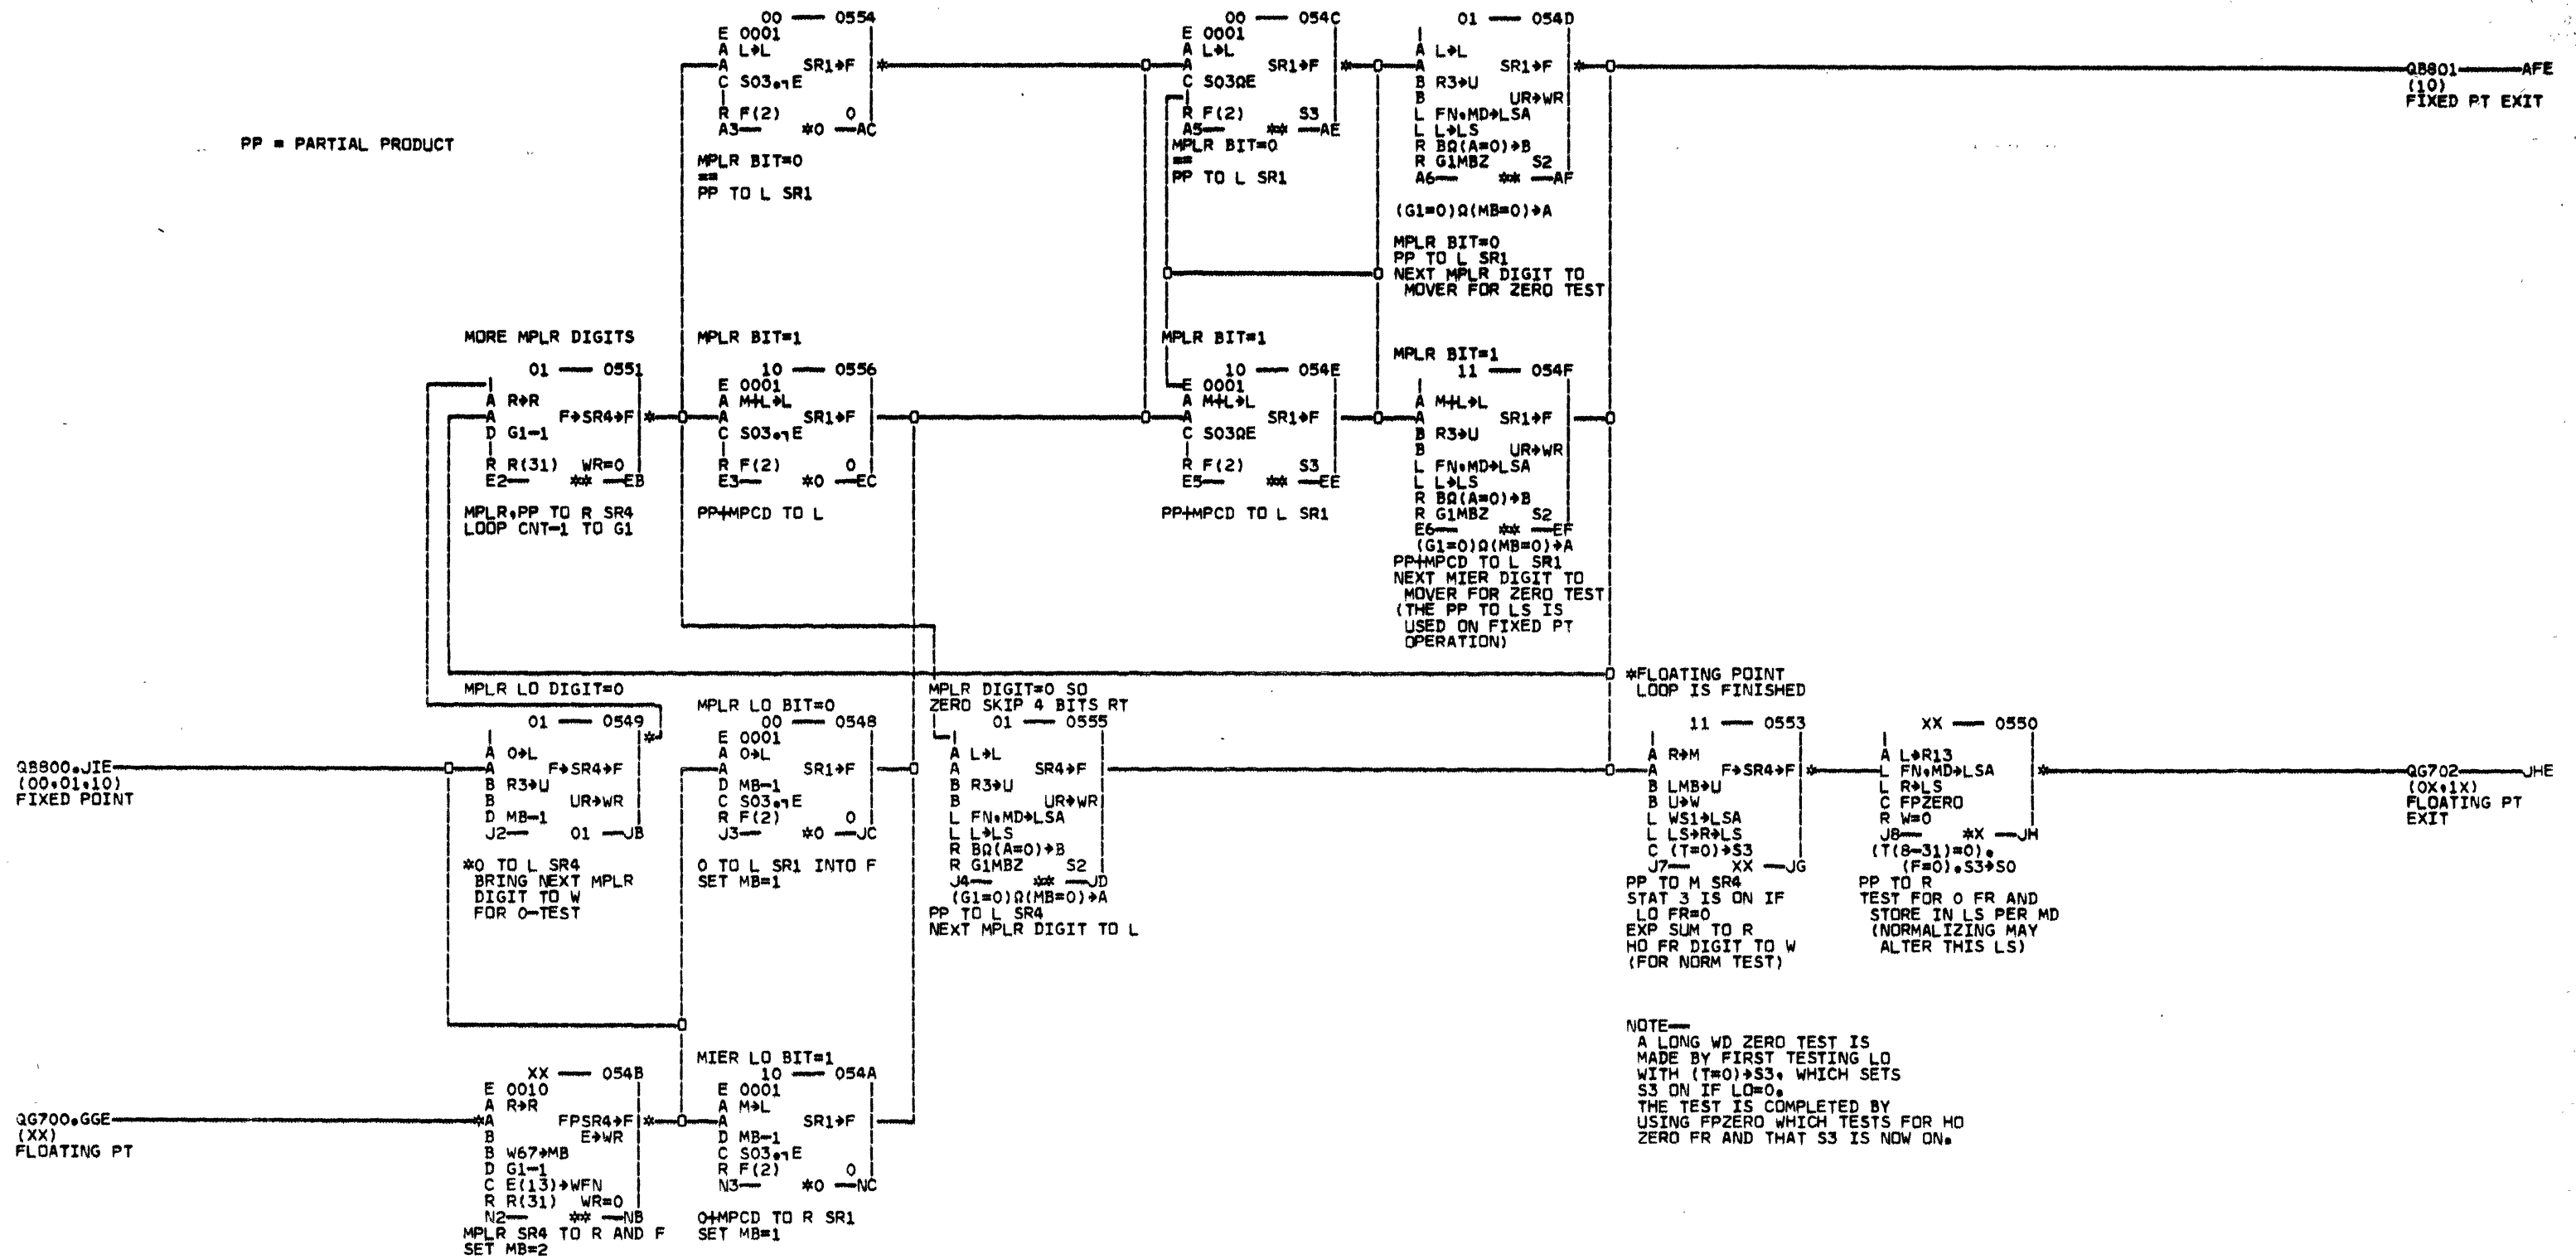 PP = PARTIAL PRODUCT
00 — 0554
E 0001
A L→L
A SR1→F *
C S03.¬E
R F(2) 0
A3— *0 —AC
MPLR BIT=0
==
PP TO L SR1
00 — 054C
E 0001
A L→L
A SR1→F *
C S03ΩE
R F(2) S3
A5— ** —AE
MPLR BIT=0
==
PP TO L SR1
01 — 054D
A L→L
A SR1→F *
B R3→U
B UR→WR
L FN.MD→LSA
L L→LS
R BΩ(A=0)→B
R G1MBZ S2
A6— ** —AF
(G1=0)Ω(MB=0)→A
MPLR BIT=0
PP TO L SR1
NEXT MPLR DIGIT TO
MOVER FOR ZERO TEST
QB801 — AFE
(10)
FIXED PT EXIT
MORE MPLR DIGITS
01 — 0551
A R→R
A F→SR4→F *
D G1-1
R R(31) WR=0
E2— ** —EB
MPLR,PP TO R SR4
LOOP CNT-1 TO G1
MPLR BIT=1
10 — 0556
E 0001
A M+L→L
A SR1→F
C S03.¬E
R F(2) 0
E3— *0 —EC
PP+MPCD TO L
MPLR BIT=1
10 — 054E
E 0001
A M+L→L
A SR1→F
C S03ΩE
R F(2) S3
E5— ** —EE
PP+MPCD TO L SR1
MPLR BIT=1
11 — 054F
A M+L→L
A SR1→F
B R3→U
B UR→WR
L FN.MD→LSA
L L→LS
R BΩ(A=0)→B
R G1MBZ S2
E6— ** —EF
(G1=0)Ω(MB=0)→A
PP+MPCD TO L SR1
NEXT MIER DIGIT TO
MOVER FOR ZERO TEST
(THE PP TO LS IS
USED ON FIXED PT
OPERATION)
QB800.JIE
(00,01,10)
FIXED POINT
MPLR LO DIGIT=0
01 — 0549
*
A 0→L
A F→SR4→F
B R3→U
B UR→WR
D MB-1
J2— 01 —JB
*0 TO L SR4
BRING NEXT MPLR
DIGIT TO W
FOR 0-TEST
MPLR LO BIT=0
00 — 0548
E 0001
A 0→L
A SR1→F
D MB-1
C S03.¬E
R F(2) 0
J3— *0 —JC
0 TO L SR1 INTO F
SET MB=1
MPLR DIGIT=0 SO
ZERO SKIP 4 BITS RT
01 — 0555
A L→L
A SR4→F
B R3→U
B UR→WR
L FN.MD→LSA
L L→LS
R BΩ(A=0)→B
R G1MBZ S2
J4— ** —JD
(G1=0)Ω(MB=0)→A
PP TO L SR4
NEXT MPLR DIGIT TO L
*FLOATING POINT
LOOP IS FINISHED
11 — 0553
A R→M
A F→SR4→F *
B LMB→U
B U→W
L WS1→LSA
L LS→R→LS
C (T=0)→S3
J7— XX —JG
PP TO M SR4
STAT 3 IS ON IF
LO FR=0
EXP SUM TO R
HO FR DIGIT TO W
(FOR NORM TEST)
XX — 0550
A L→R13
L FN.MD→LSA *
L R→LS
C FPZERO
R W=0
J8— *X —JH
(T(8-31)=0).
(F=0).S3→S0
PP TO R
TEST FOR 0 FR AND
STORE IN LS PER MD
(NORMALIZING MAY
ALTER THIS LS)
QG702 — JHE
(0X,1X)
FLOATING PT
EXIT
QG700.GGE
(XX)
FLOATING PT
XX — 054B
E 0010
A R→R
*A FPSR4→F *
B E→WR
B W67→MB
D G1-1
C E(13)→WFN
R R(31) WR=0
N2— ** —NB
MPLR SR4 TO R AND F
SET MB=2
MIER LO BIT=1
10 — 054A
E 0001
A M→L
A SR1→F
D MB-1
C S03.¬E
R F(2) 0
N3— *0 —NC
0+MPCD TO R SR1
SET MB=1
NOTE—
A LONG WD ZERO TEST IS
MADE BY FIRST TESTING LO
WITH (T=0)→S3, WHICH SETS
S3 ON IF LO=0.
THE TEST IS COMPLETED BY
USING FPZERO WHICH TESTS FOR HO
ZERO FR AND THAT S3 IS NOW ON.